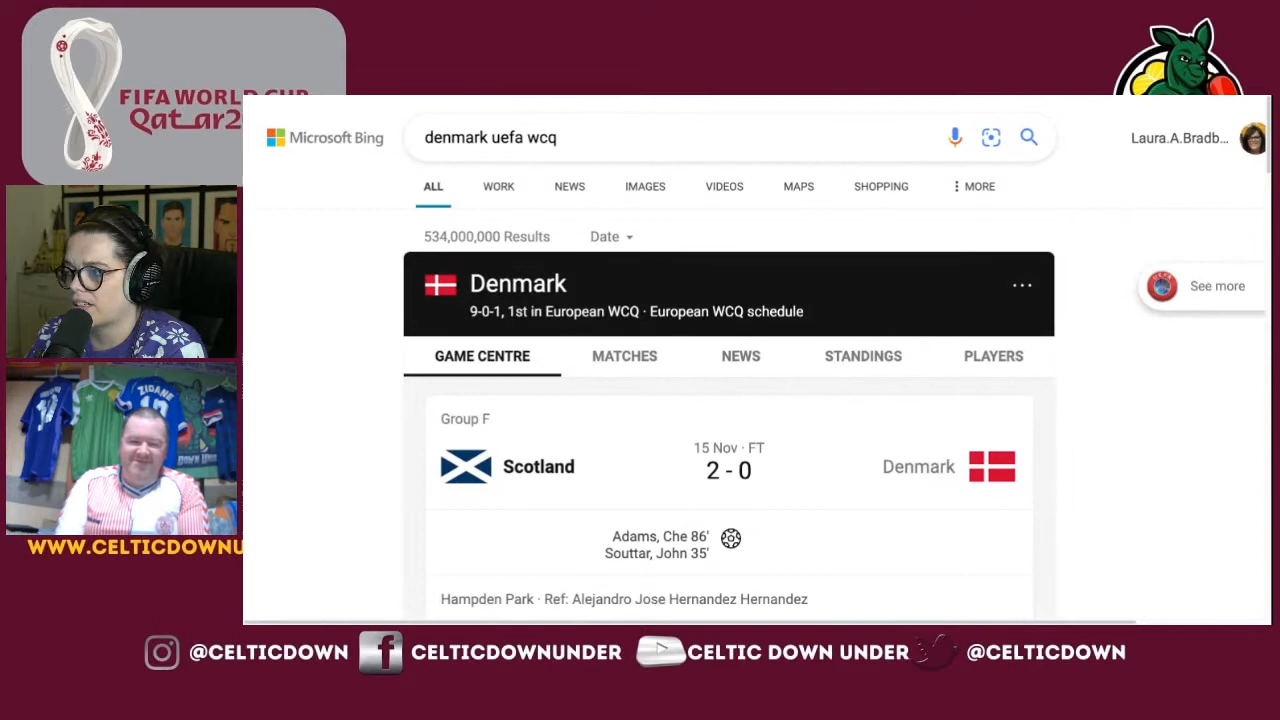 FIFA WORLD CUP
Qatar2
Microsoft Bing
denmark uefa wcq
Laura.A.Bradb...
ALL
WORK
NEWS
IMAGES
VIDEOS
MAPS
SHOPPING
MORE
534,000,000 Results
Date
Denmark
9-0-1, 1st in European WCQ · European WCQ schedule
See more
GAME CENTRE
MATCHES
NEWS
STANDINGS
PLAYERS
Group F
15 Nov · FT
Scotland
2 - 0
Denmark
Adams, Che 86'
Souttar, John 35'
Hampden Park · Ref: Alejandro Jose Hernandez Hernandez
ZIDANE
WWW.CELTICDOWNU
@CELTICDOWN
CELTICDOWNUNDER
CELTIC DOWN UNDER
@CELTICDOWN